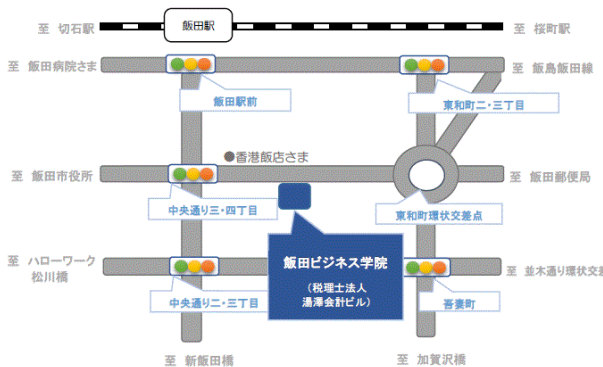 至 切石駅
飯田駅
至 桜町駅
至 飯田病院さま
至 飯島飯田線
飯田駅前
東和町二・三丁目
●香港飯店さま
至 飯田市役所
至 飯田郵便局
中央通り三・四丁目
東和町環状交差点
至 ハローワーク
松川橋
飯田ビジネス学院
(税理士法人
湯澤会計ビル)
至 並木通り環状交差
中央通り二・三丁目
吾妻町
至 新飯田橋
至 加賀沢橋